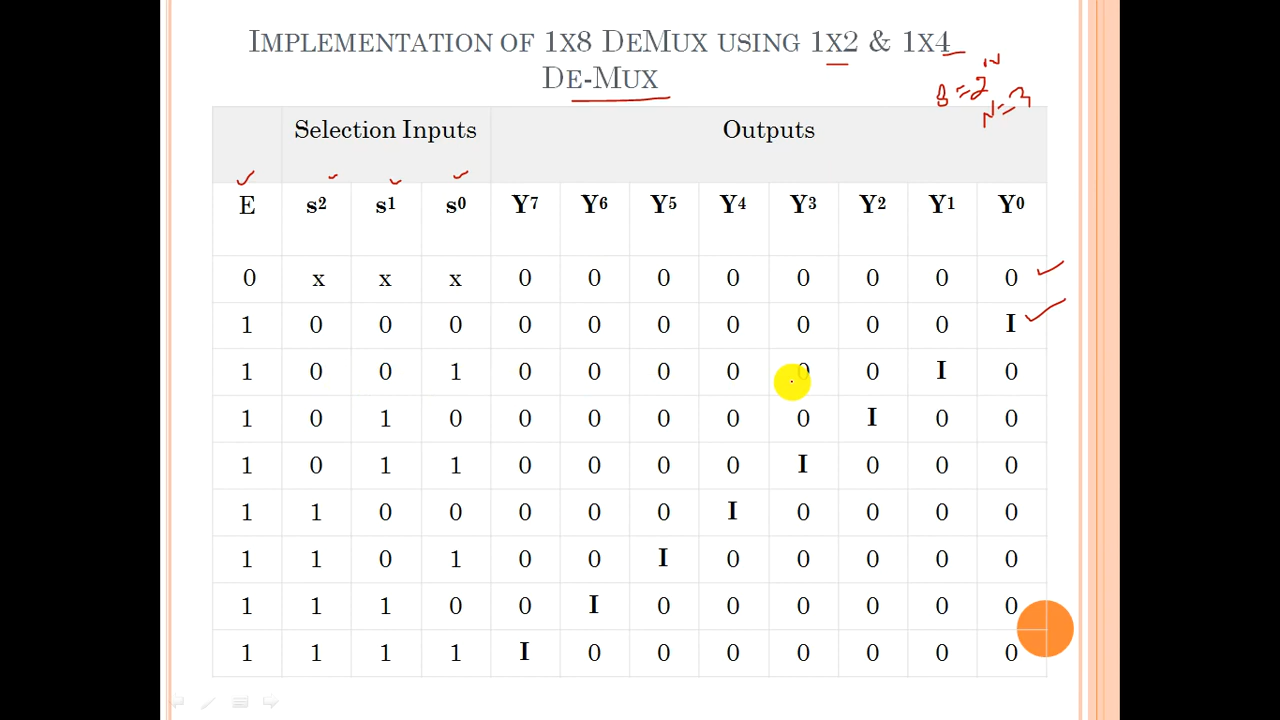 IMPLEMENTATION OF 1X8 DEMUX USING 1X2 & 1X4
DE-MUX
N
8 = 2
N = 3
Selection Inputs Outputs
E s2 s1 s0 Y7 Y6 Y5 Y4 Y3 Y2 Y1 Y0
0 x x x 0 0 0 0 0 0 0 0
1 0 0 0 0 0 0 0 0 0 0 I
1 0 0 1 0 0 0 0 0 0 I 0
1 0 1 0 0 0 0 0 0 I 0 0
1 0 1 1 0 0 0 0 I 0 0 0
1 1 0 0 0 0 0 I 0 0 0 0
1 1 0 1 0 0 I 0 0 0 0 0
1 1 1 0 0 I 0 0 0 0 0 0
1 1 1 1 I 0 0 0 0 0 0 0